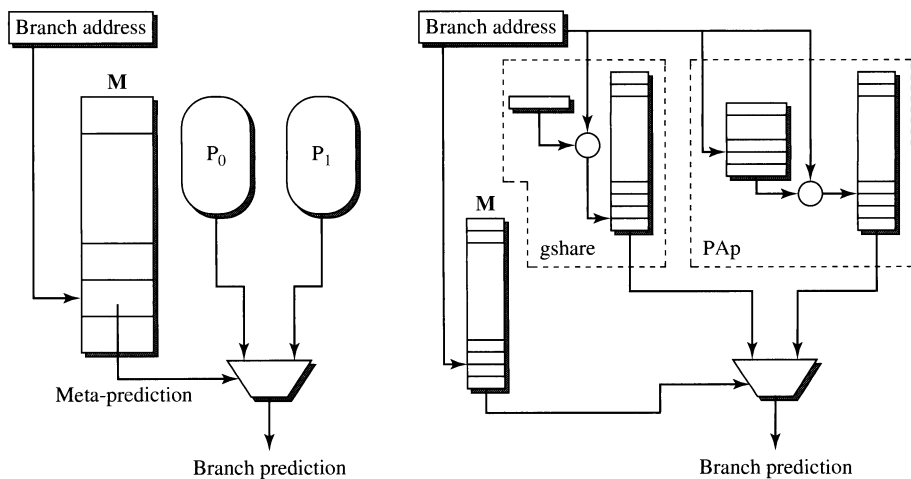 Branch address
M
P0
P1
Meta-prediction
Branch prediction
Branch address
M
gshare
PAp
Branch prediction